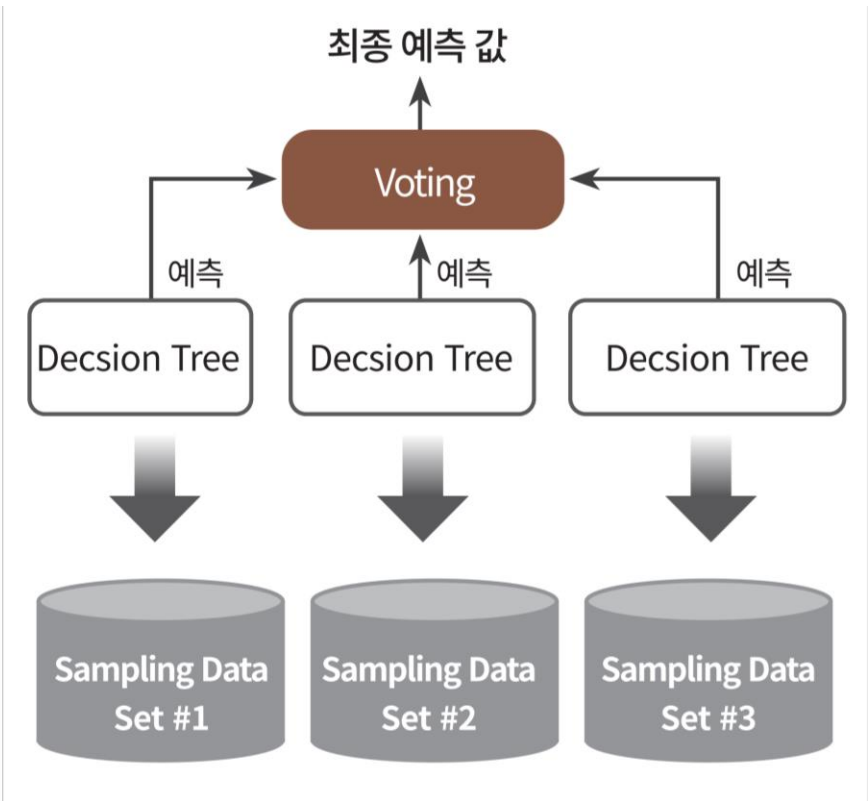 최종 예측 값
Voting
예측
예측
예측
Decsion Tree
Decsion Tree
Decsion Tree
Sampling Data
Set #1
Sampling Data
Set #2
Sampling Data
Set #3